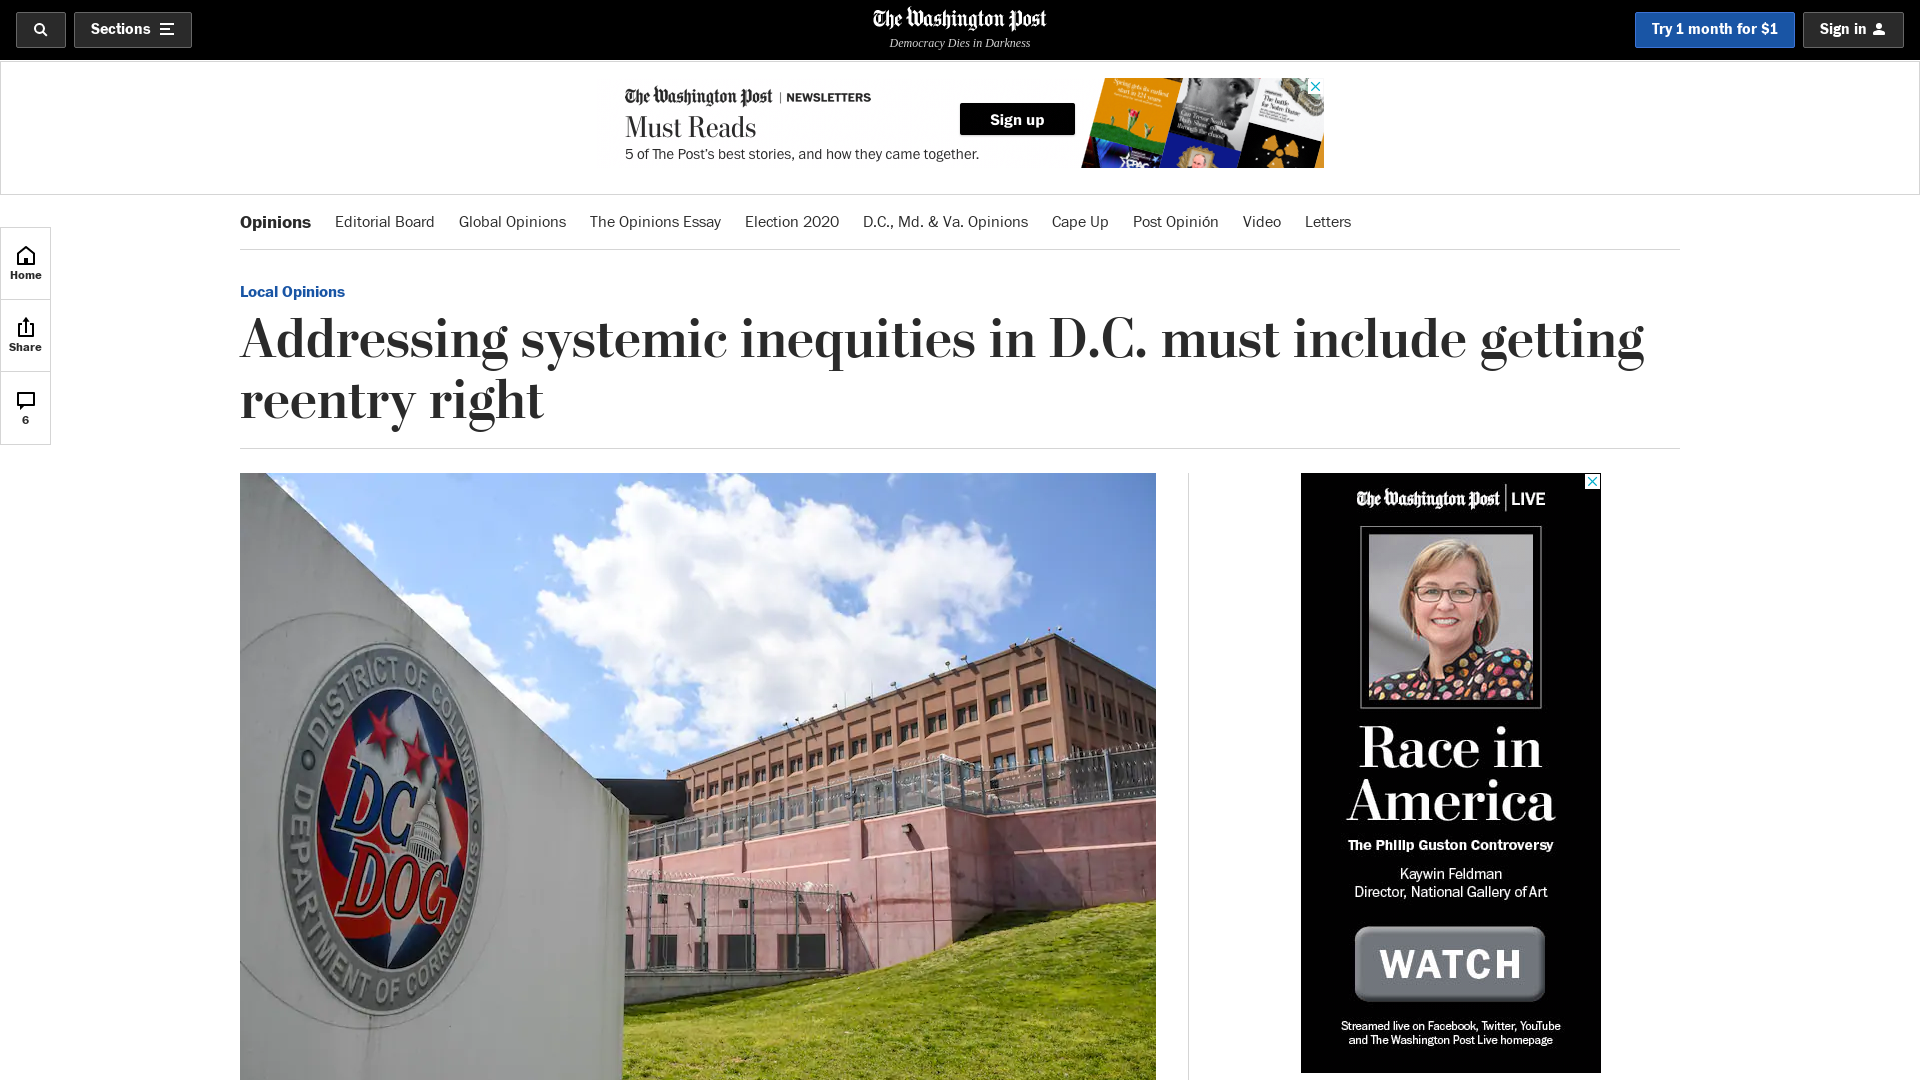 Sections
The Washington Post
Democracy Dies in Darkness
Try 1 month for $1
Sign in
The Washington Post | NEWSLETTERS
Must Reads
5 of The Post's best stories, and how they came together.
Sign up
Opinions
Editorial Board
Global Opinions
The Opinions Essay
Election 2020
D.C., Md. & Va. Opinions
Cape Up
Post Opinión
Video
Letters
Home
Share
6
Local Opinions
Addressing systemic inequities in D.C. must include getting
reentry right
DISTRICT OF COLUMBIA
DC
DOC
DEPARTMENT OF CORRECTIONS
The Washington Post | LIVE
Race in
America
The Philip Guston Controversy
Kaywin Feldman
Director, National Gallery of Art
WATCH
Streamed live on Facebook, Twitter, YouTube
and The Washington Post Live homepage